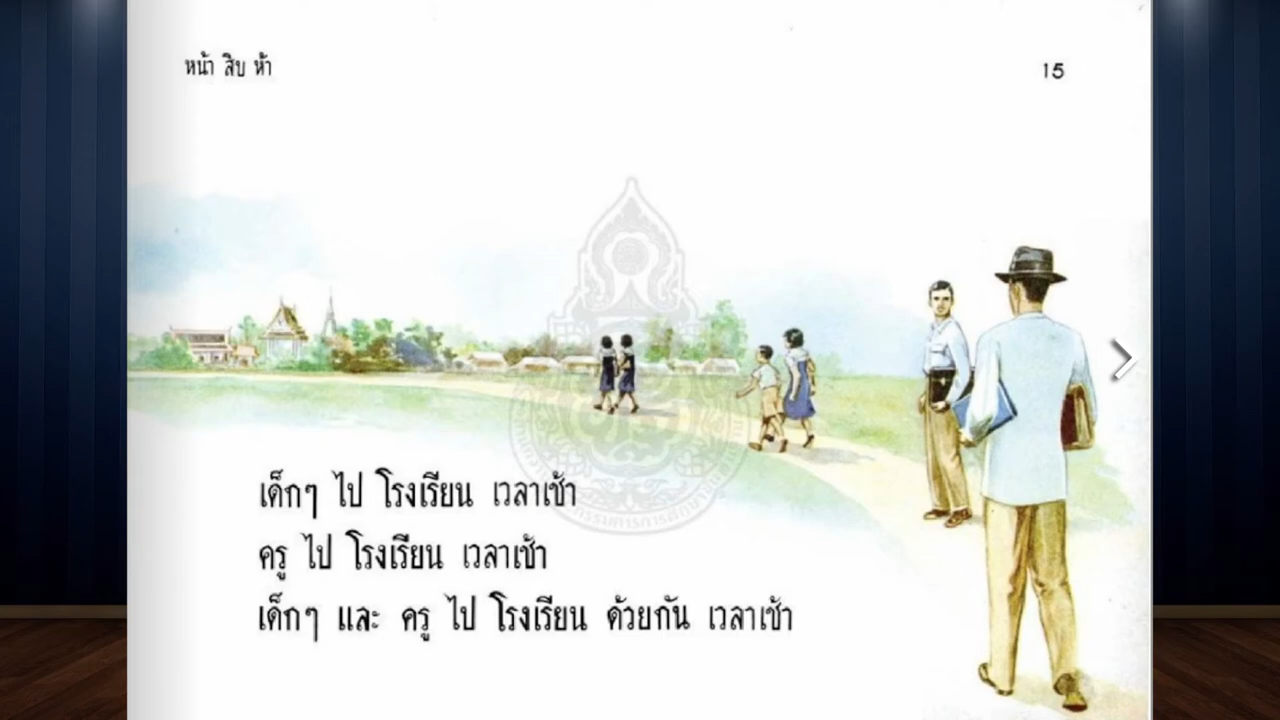 หน้า สิบ ห้า
15
เด็กๆ ไป โรงเรียน เวลาเช้า
ครู ไป โรงเรียน เวลาเช้า
เด็กๆ และ ครู ไป โรงเรียน ด้วยกัน เวลาเช้า